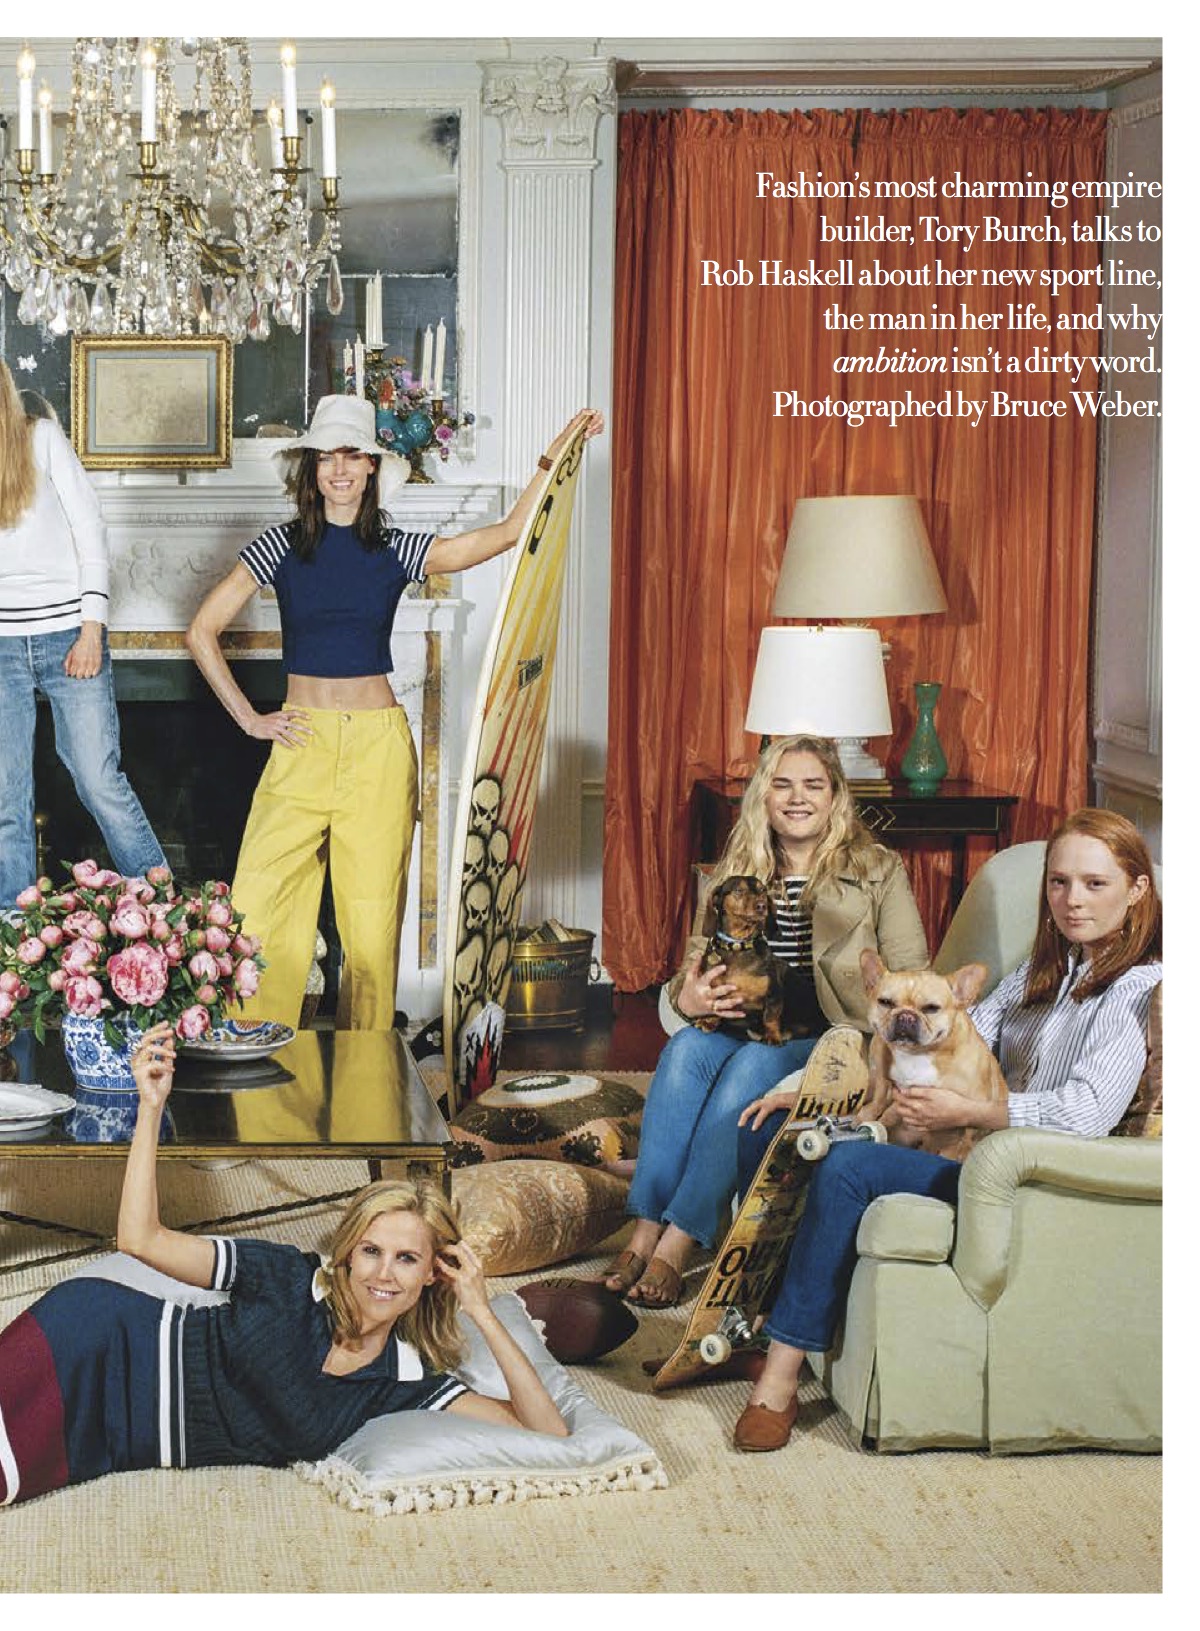 Fashion's most charming empire
builder, Tory Burch, talks to
Rob Haskell about her new sport line,
the man in her life, and why
ambition isn't a dirty word.
Photographed by Bruce Weber.